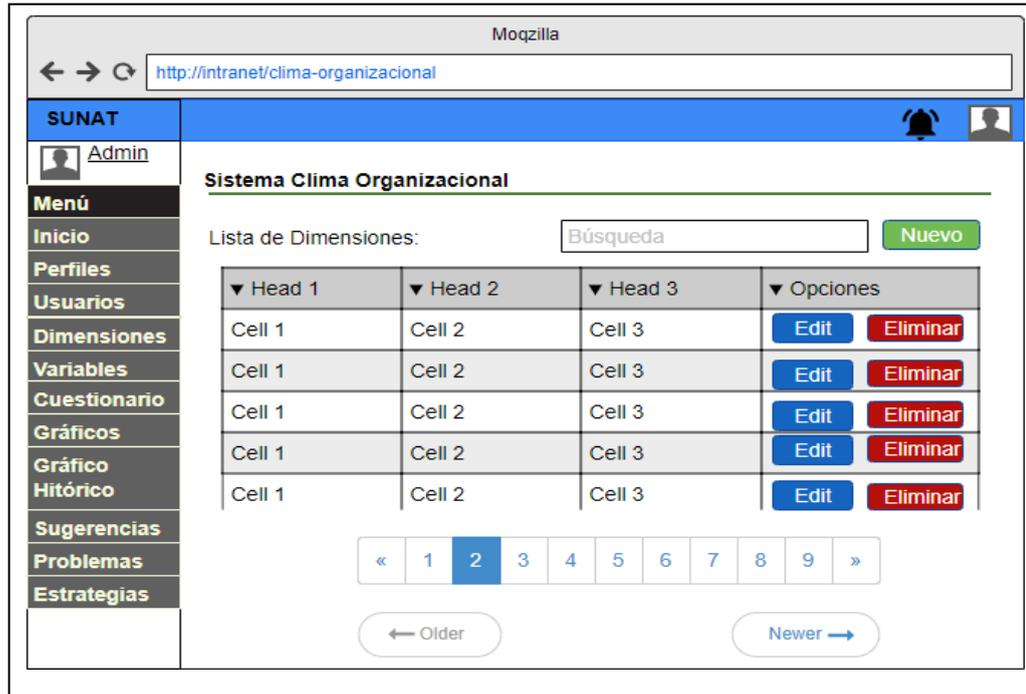 Moqzilla
http://intranet/clima-organizacional
SUNAT
Admin
Menú
Inicio
Perfiles
Usuarios
Dimensiones
Variables
Cuestionario
Gráficos
Gráfico
Hitórico
Sugerencias
Problemas
Estrategias
Sistema Clima Organizacional
Lista de Dimensiones: Búsqueda Nuevo
▼ Head 1 ▼ Head 2 ▼ Head 3 ▼ Opciones
Cell 1 Cell 2 Cell 3 Edit Eliminar
Cell 1 Cell 2 Cell 3 Edit Eliminar
Cell 1 Cell 2 Cell 3 Edit Eliminar
Cell 1 Cell 2 Cell 3 Edit Eliminar
Cell 1 Cell 2 Cell 3 Edit Eliminar
« 1 2 3 4 5 6 7 8 9 »
← Older Newer →